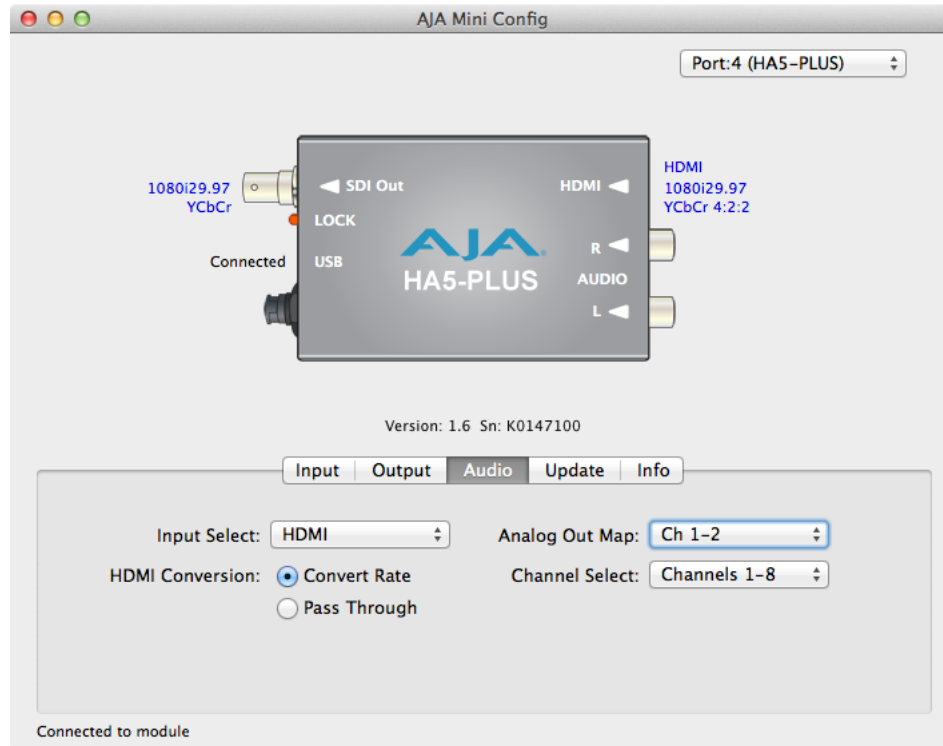 AJA Mini Config
Port:4 (HA5-PLUS)
1080i29.97
YCbCr
SDI Out
LOCK
Connected
USB
AJA
HA5-PLUS
HDMI
R
AUDIO
L
HDMI
1080i29.97
YCbCr 4:2:2
Version: 1.6 Sn: K0147100
Input Output Audio Update Info
Input Select: HDMI
Analog Out Map: Ch 1-2
HDMI Conversion: Convert Rate
Channel Select: Channels 1-8
Pass Through
Connected to module